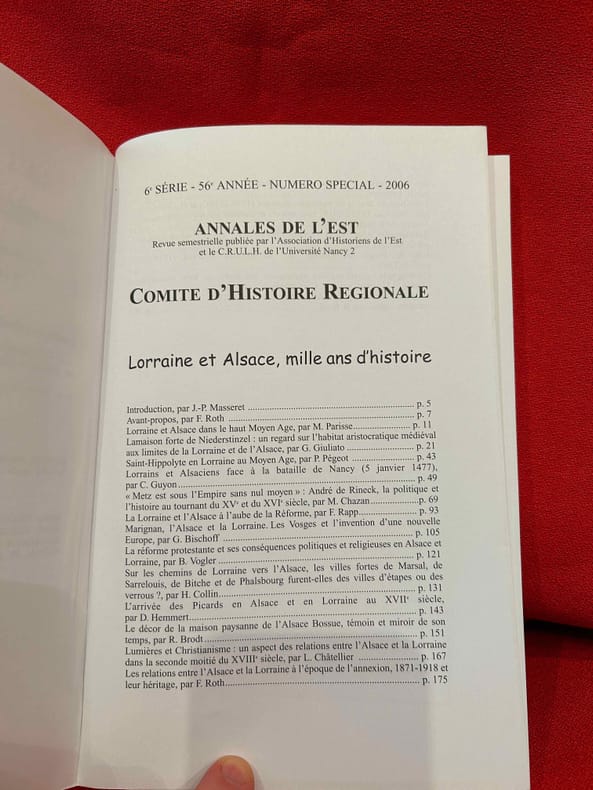 6e SÉRIE - 56e ANNÉE - NUMERO SPECIAL - 2006
ANNALES DE L'EST
Revue semestrielle publiée par l'Association d'Historiens de l'Est
et le C.R.U.L.H. de l'Université Nancy 2
COMITE D'HISTOIRE REGIONALE
Lorraine et Alsace, mille ans d'histoire
Introduction, par J.-P. Masseret ........ p. 5
Avant-propos, par F. Roth ........ p. 7
Lorraine et Alsace dans le haut Moyen Age, par M. Parisse........ p. 11
Lamaison forte de Niederstinzel : un regard sur l'habitat aristocratique médiéval
aux limites de la Lorraine et de l'Alsace, par G. Giuliato ........ p. 21
Saint-Hippolyte en Lorraine au Moyen Age, par P. Pégeot ........ p. 43
Lorrains et Alsaciens face à la bataille de Nancy (5 janvier 1477),
par C. Guyon........ p. 49
« Metz est sous l'Empire sans nul moyen » : André de Rineck, la politique et
l'histoire au tournant du XVe et du XVIe siècle, par M. Chazan........ p. 69
La Lorraine et l'Alsace à l'aube de la Réforme, par F. Rapp........ p. 93
Marignan, l'Alsace et la Lorraine. Les Vosges et l'invention d'une nouvelle
Europe, par G. Bischoff ........ p. 105
La réforme protestante et ses conséquences politiques et religieuses en Alsace et
Lorraine, par B. Vogler ........ p. 121
Sur les chemins de Lorraine vers l'Alsace, les villes fortes de Marsal, de
Sarrelouis, de Bitche et de Phalsbourg furent-elles des villes d'étapes ou des
verrous ?, par H. Collin........ p. 131
L'arrivée des Picards en Alsace et en Lorraine au XVIIe siècle,
par D. Hemmert........ p. 143
Le décor de la maison paysanne de l'Alsace Bossue, témoin et miroir de son
temps, par R. Brodt........ p. 151
Lumières et Christianisme : un aspect des relations entre l'Alsace et la Lorraine
dans la seconde moitié du XVIIIe siècle, par L. Châtellier ........ p. 167
Les relations entre l'Alsace et la Lorraine à l'époque de l'annexion, 1871-1918 et
leur héritage, par F. Roth........ p. 175